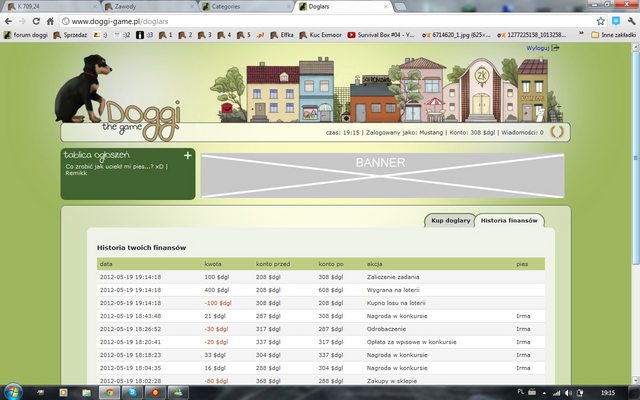 K 709,24
Zawody
Categories
Doglars
www.doggi-game.pl/doglars
forum doggi
Sprzedaż
:)
Elfka
Kuc Exmoor
Survival Box #04 - Y...
6714620_1.jpg (625×...
1277225158_1013258...
Inne zakładki
Wyloguj
Doggi
the game
czas: 19:15 | Zalogowany jako: Mustang | Konto: 308 $dgl | Wiadomości: 0
tablica ogłoszeń +
Co zrobić jak uciekł mi pies...? xD |
Remikk
BANNER
Kup doglary
Historia finansów
Historia twoich finansów
data kwota konto przed konto po akcja pies
2012-05-19 19:14:18 100 $dgl 208 $dgl 308 $dgl Zaliczenie zadania
2012-05-19 19:14:18 400 $dgl 208 $dgl 608 $dgl Wygrana na loterii
2012-05-19 19:14:18 -100 $dgl 308 $dgl 208 $dgl Kupno losu na loterii
2012-05-19 18:43:48 21 $dgl 287 $dgl 308 $dgl Nagroda w konkursie Irma
2012-05-19 18:26:52 -30 $dgl 317 $dgl 287 $dgl Odrobaczenie Irma
2012-05-19 18:20:41 -20 $dgl 337 $dgl 317 $dgl Opłata za wpisowe w konkursie Irma
2012-05-19 18:18:23 33 $dgl 304 $dgl 337 $dgl Nagroda w konkursie Irma
2012-05-19 18:04:35 16 $dgl 288 $dgl 304 $dgl Nagroda w konkursie Irma
2012-05-19 18:02:28 -80 $dgl 368 $dgl 288 $dgl Zakupy w sklepie
PL
19:15